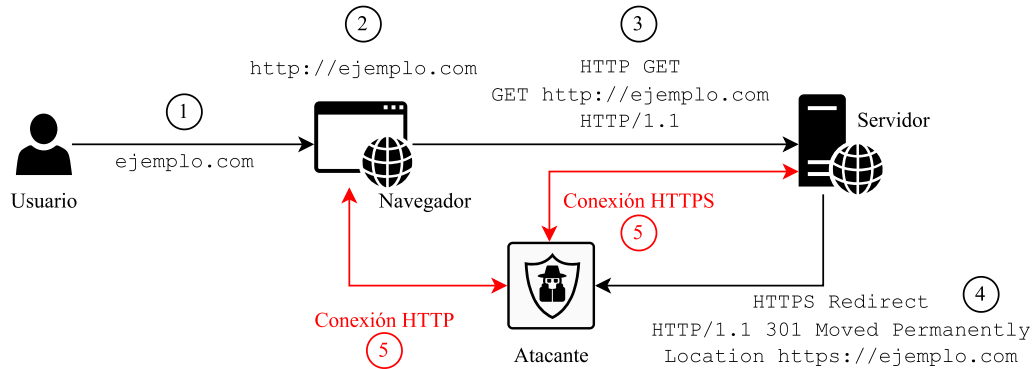 2
3
http://ejemplo.com
HTTP GET
GET http://ejemplo.com
HTTP/1.1
1
ejemplo.com
Servidor
Usuario
Navegador
Conexión HTTPS
5
Conexión HTTP
5
Atacante
4
HTTPS Redirect
HTTP/1.1 301 Moved Permanently
Location https://ejemplo.com